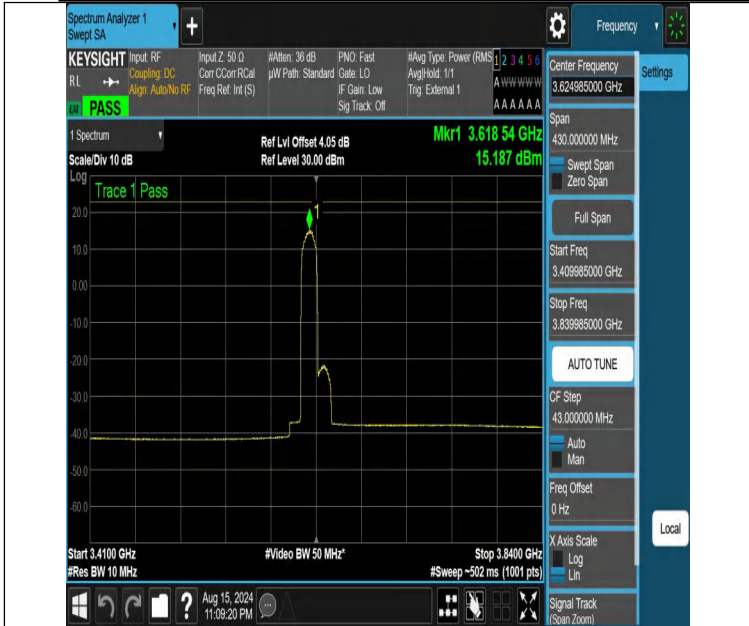 Spectrum Analyzer 1
Swept SA
Frequency
KEYSIGHT
RL
PASS
Input: RF
Coupling: DC
Align: Auto/No RF
Input Z: 50 Ω
Corr CCorr RCal
Freq Ref: Int (S)
#Atten: 36 dB
µW Path: Standard
PNO: Fast
Gate: LO
IF Gain: Low
Sig Track: Off
#Avg Type: Power (RMS
Avg|Hold: 1/1
Trig: External 1
1 2 3 4 5 6
A W W W W W
A A A A A A
1 Spectrum
Scale/Div 10 dB
Ref Lvl Offset 4.05 dB
Ref Level 30.00 dBm
Mkr1 3.618 54 GHz
15.187 dBm
Log
Trace 1 Pass
1
20.0
10.0
0.00
-10.0
-20.0
-30.0
-40.0
-50.0
-60.0
Start 3.4100 GHz
#Res BW 10 MHz
#Video BW 50 MHz*
Stop 3.8400 GHz
#Sweep ~502 ms (1001 pts)
Aug 15, 2024
11:09:20 PM
Center Frequency
3.624985000 GHz
Settings
Span
430.000000 MHz
Swept Span
Zero Span
Full Span
Start Freq
3.409985000 GHz
Stop Freq
3.839985000 GHz
AUTO TUNE
CF Step
43.000000 MHz
Auto
Man
Freq Offset
0 Hz
X Axis Scale
Log
Lin
Local
Signal Track
(Span Zoom)